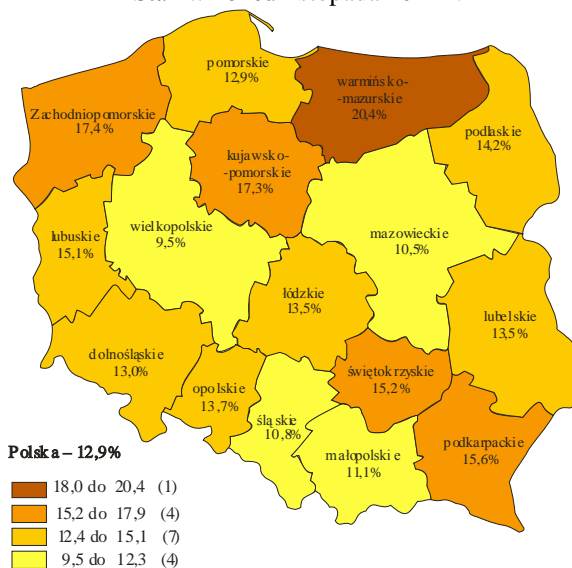 pomorskie
12,9%
warmińsko-
-mazurskie
20,4%
Zachodniopomorskie
17,4%
podlaskie
14,2%
kujawsko-
-pomorskie
17,3%
wielkopolskie
9,5%
mazowieckie
10,5%
lubuskie
15,1%
łódzkie
13,5%
lubelskie
13,5%
dolnośląskie
13,0%
opolskie
13,7%
świętokrzyskie
15,2%
śląskie
10,8%
małopolskie
11,1%
podkarpackie
15,6%
Polska – 12,9%
18,0 do 20,4 (1)
15,2 do 17,9 (4)
12,4 do 15,1 (7)
9,5 do 12,3 (4)